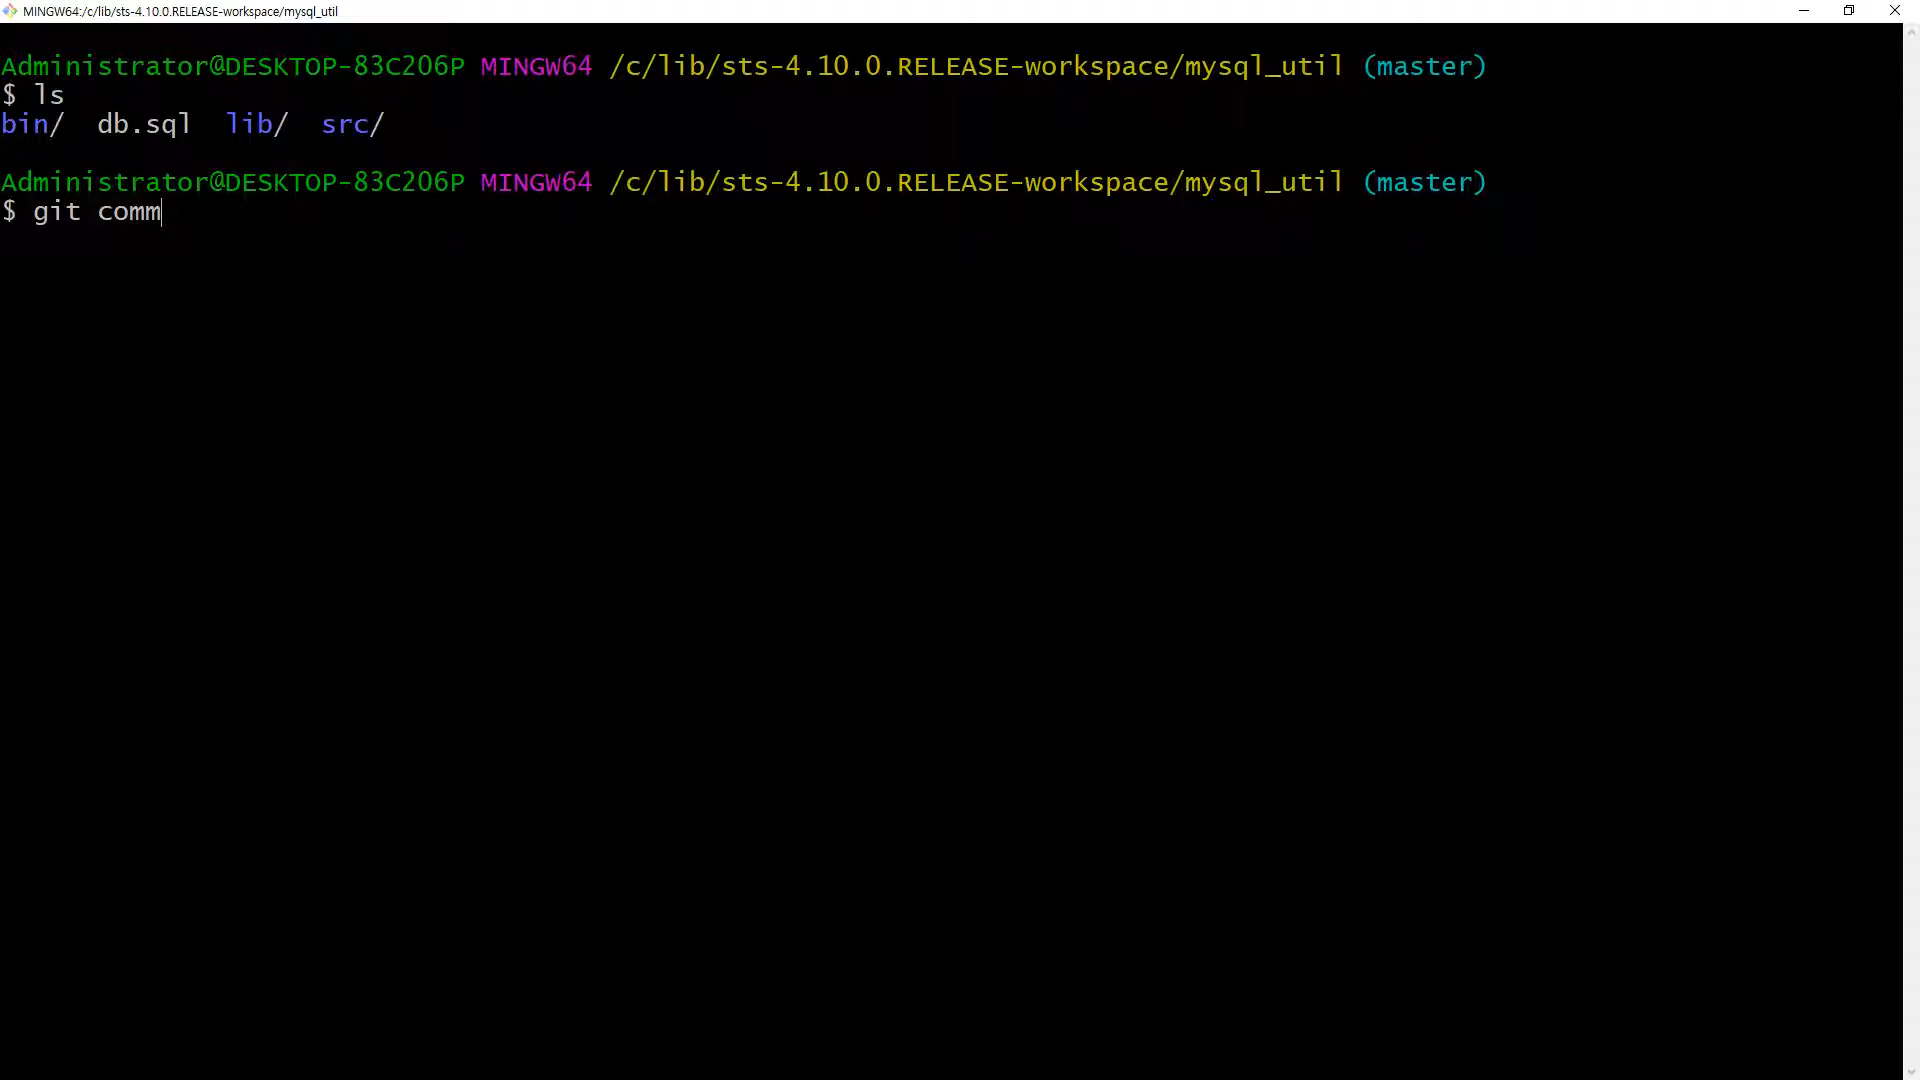 MINGW64:/c/lib/sts-4.10.0.RELEASE-workspace/mysql_util
Administrator@DESKTOP-83C206P MINGW64 /c/lib/sts-4.10.0.RELEASE-workspace/mysql_util (master)
$ ls
bin/  db.sql  lib/  src/
Administrator@DESKTOP-83C206P MINGW64 /c/lib/sts-4.10.0.RELEASE-workspace/mysql_util (master)
$ git comm